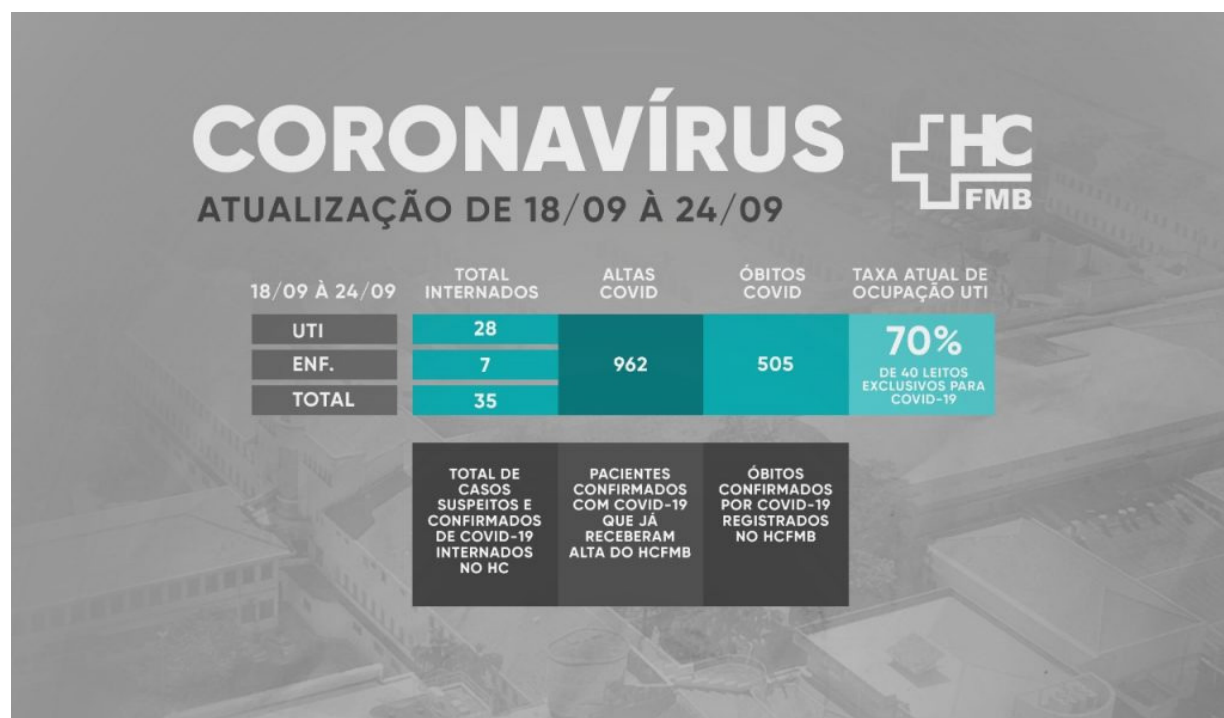 CORONAVÍRUS
HC
FMB
ATUALIZAÇÃO DE 18/09 À 24/09
18/09 À 24/09
TOTAL
INTERNADOS
ALTAS
COVID
ÓBITOS
COVID
TAXA ATUAL DE
OCUPAÇÃO UTI
UTI
28
ENF.
7
TOTAL
35
962
505
70%
DE 40 LEITOS
EXCLUSIVOS PARA
COVID-19
TOTAL DE
CASOS
SUSPEITOS E
CONFIRMADOS
DE COVID-19
INTERNADOS
NO HC
PACIENTES
CONFIRMADOS
COM COVID-19
QUE JÁ
RECEBERAM
ALTA DO HCFMB
ÓBITOS
CONFIRMADOS
POR COVID-19
REGISTRADOS
NO HCFMB